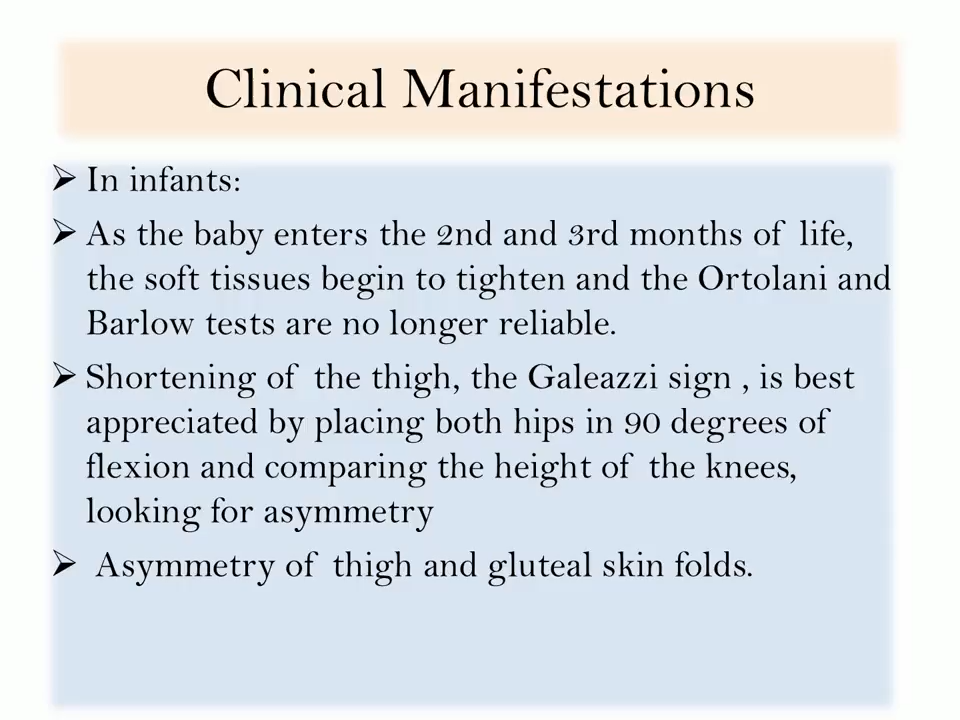 Clinical Manifestations
➢ In infants:
➢ As the baby enters the 2nd and 3rd months of life,
the soft tissues begin to tighten and the Ortolani and
Barlow tests are no longer reliable.
➢ Shortening of the thigh, the Galeazzi sign , is best
appreciated by placing both hips in 90 degrees of
flexion and comparing the height of the knees,
looking for asymmetry
➢ Asymmetry of thigh and gluteal skin folds.